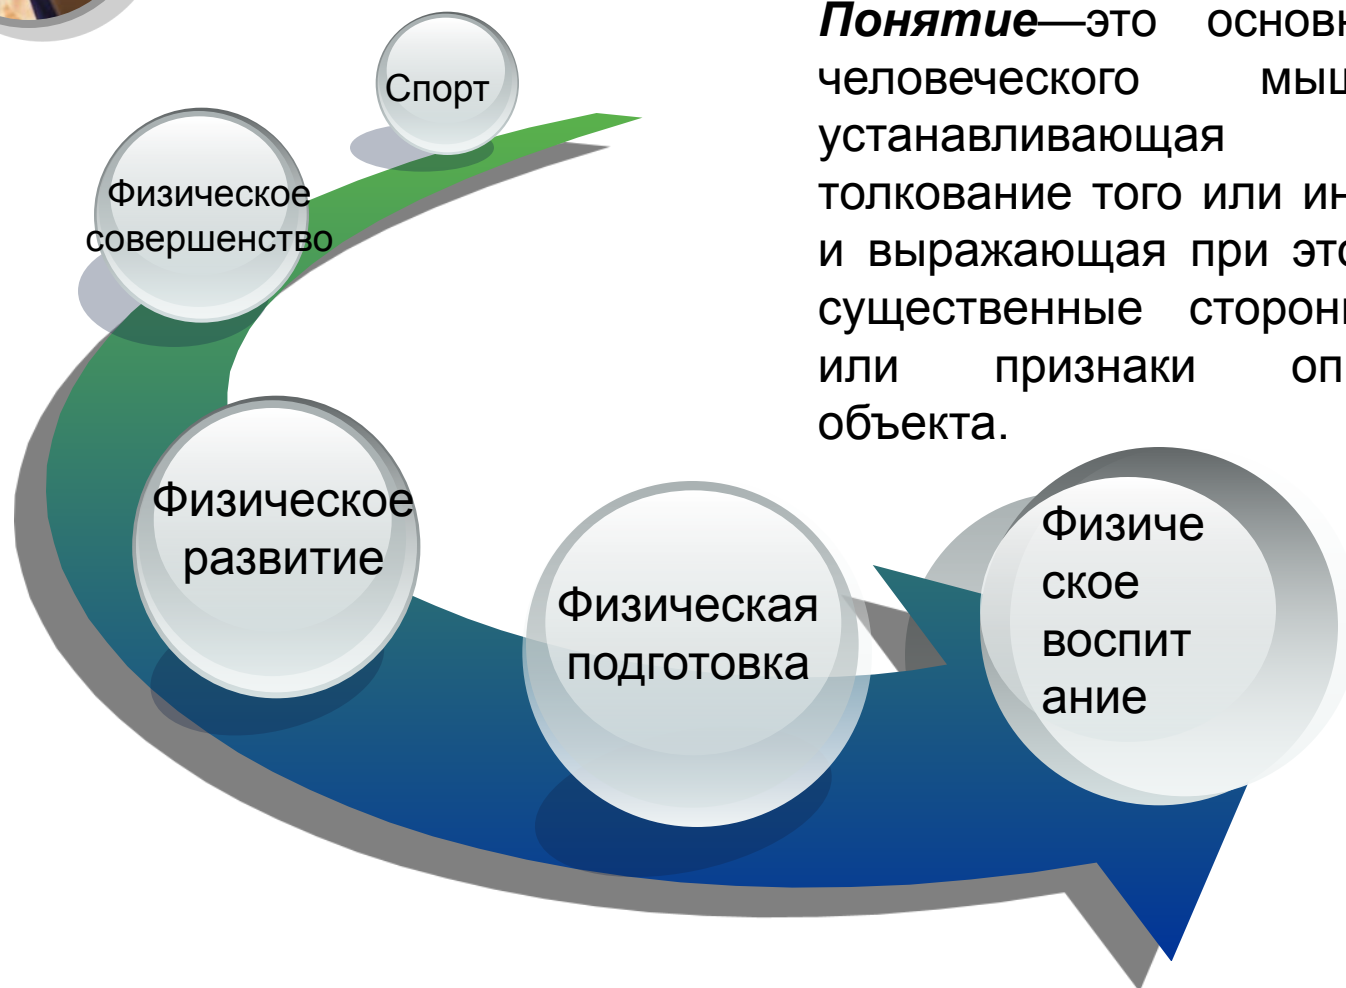 Понятие—это
человеческого
устанавливающая
толкование того или
и выражающая при
существенные
или признаки
объекта.
Спорт
Физическое
совершенство
Физическое
развитие
Физическая
подготовка
Физиче
ское
воспит
ание